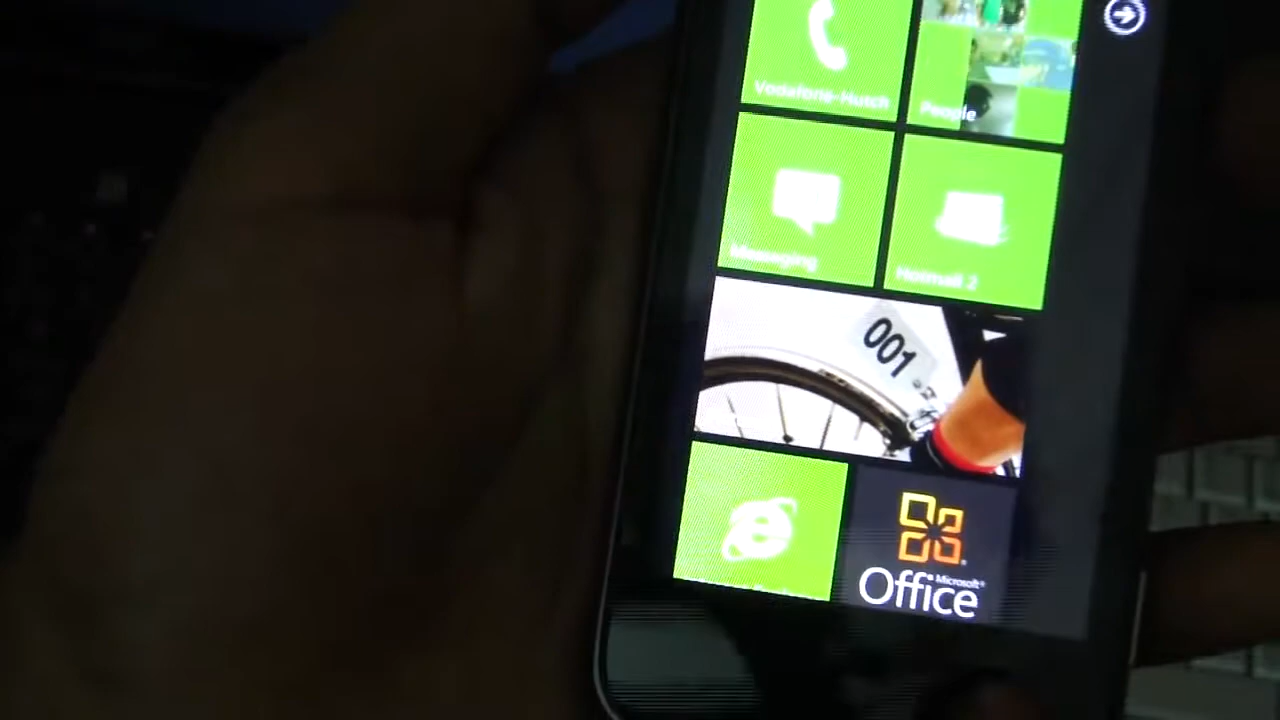 Vodafone-Hutch
People
Messaging
Hotmail 2
001
Microsoft®
Office